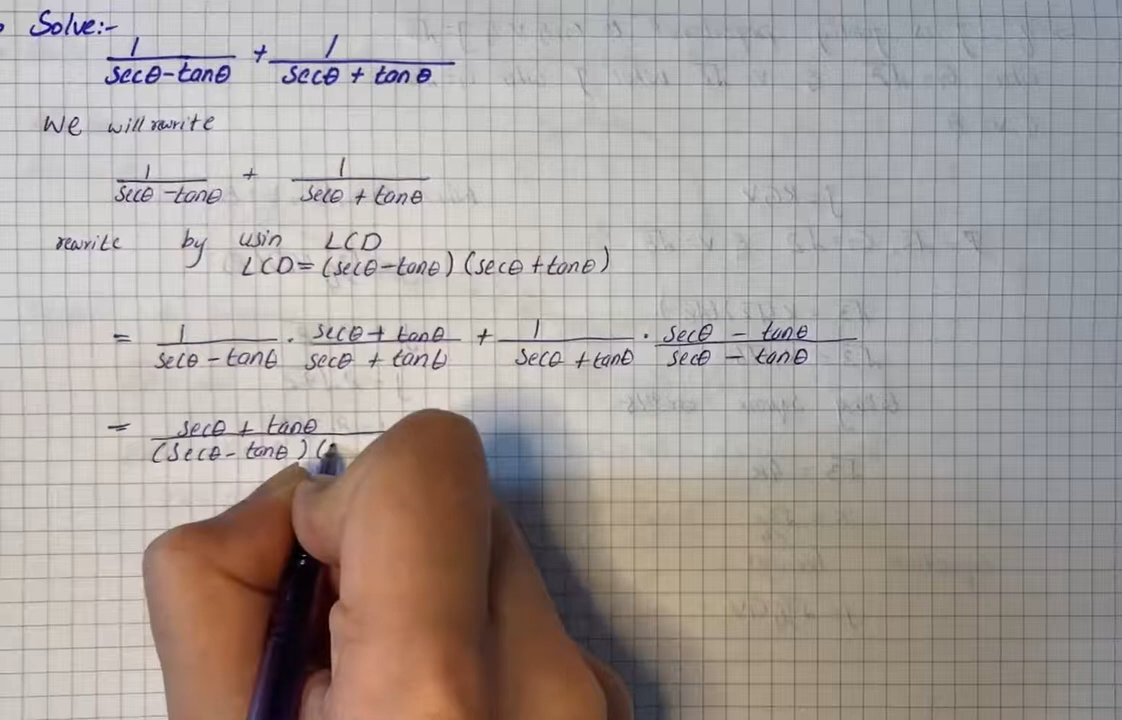 Solve:-
1/(secθ-tanθ) + 1/(secθ + tanθ)
We will rewrite
1/(secθ -tanθ) + 1/(secθ + tanθ)
rewrite by usin LCD
LCD=(secθ-tanθ)(secθ+tanθ)
= 1/(secθ-tanθ) . (secθ+tanθ)/(secθ+tanθ) + 1/(secθ+tanθ) . (secθ - tanθ)/(secθ - tanθ)
= secθ + tanθ/(secθ- tanθ)(